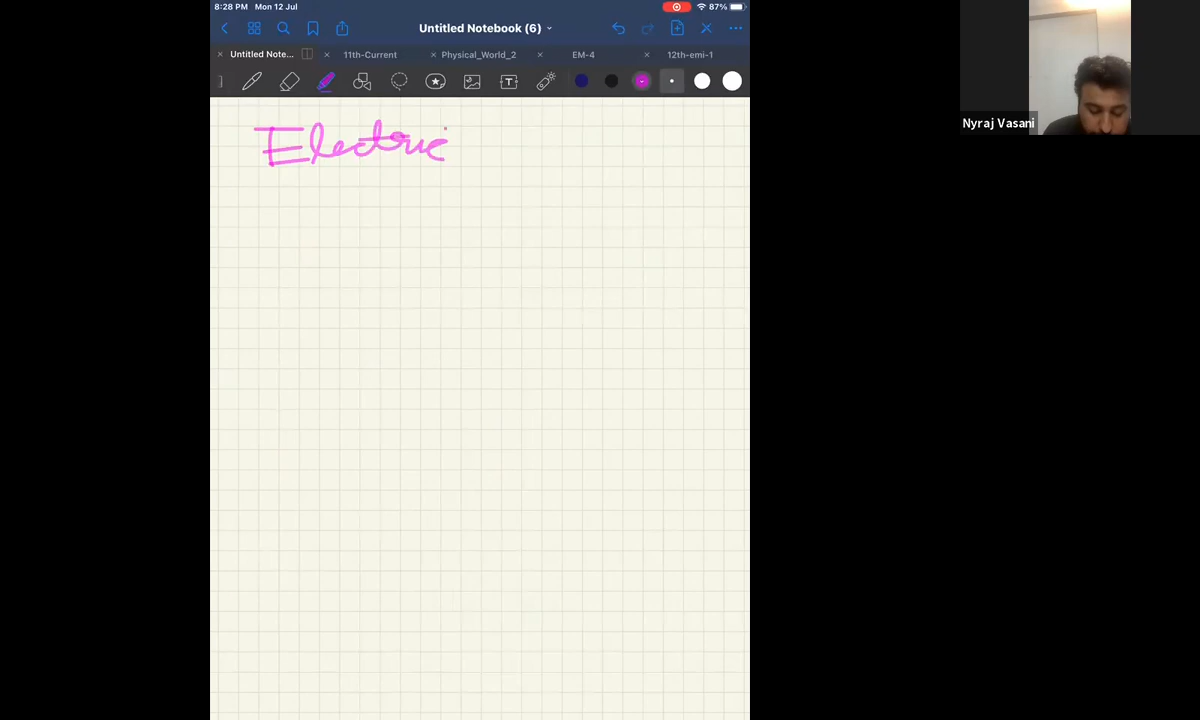 8:28 PM Mon 12 Jul 87%
Untitled Notebook (6)
Untitled Note... 11th-Current Physical_World_2 EM-4 12th-emi-1
T
Electric
Nyraj Vasani